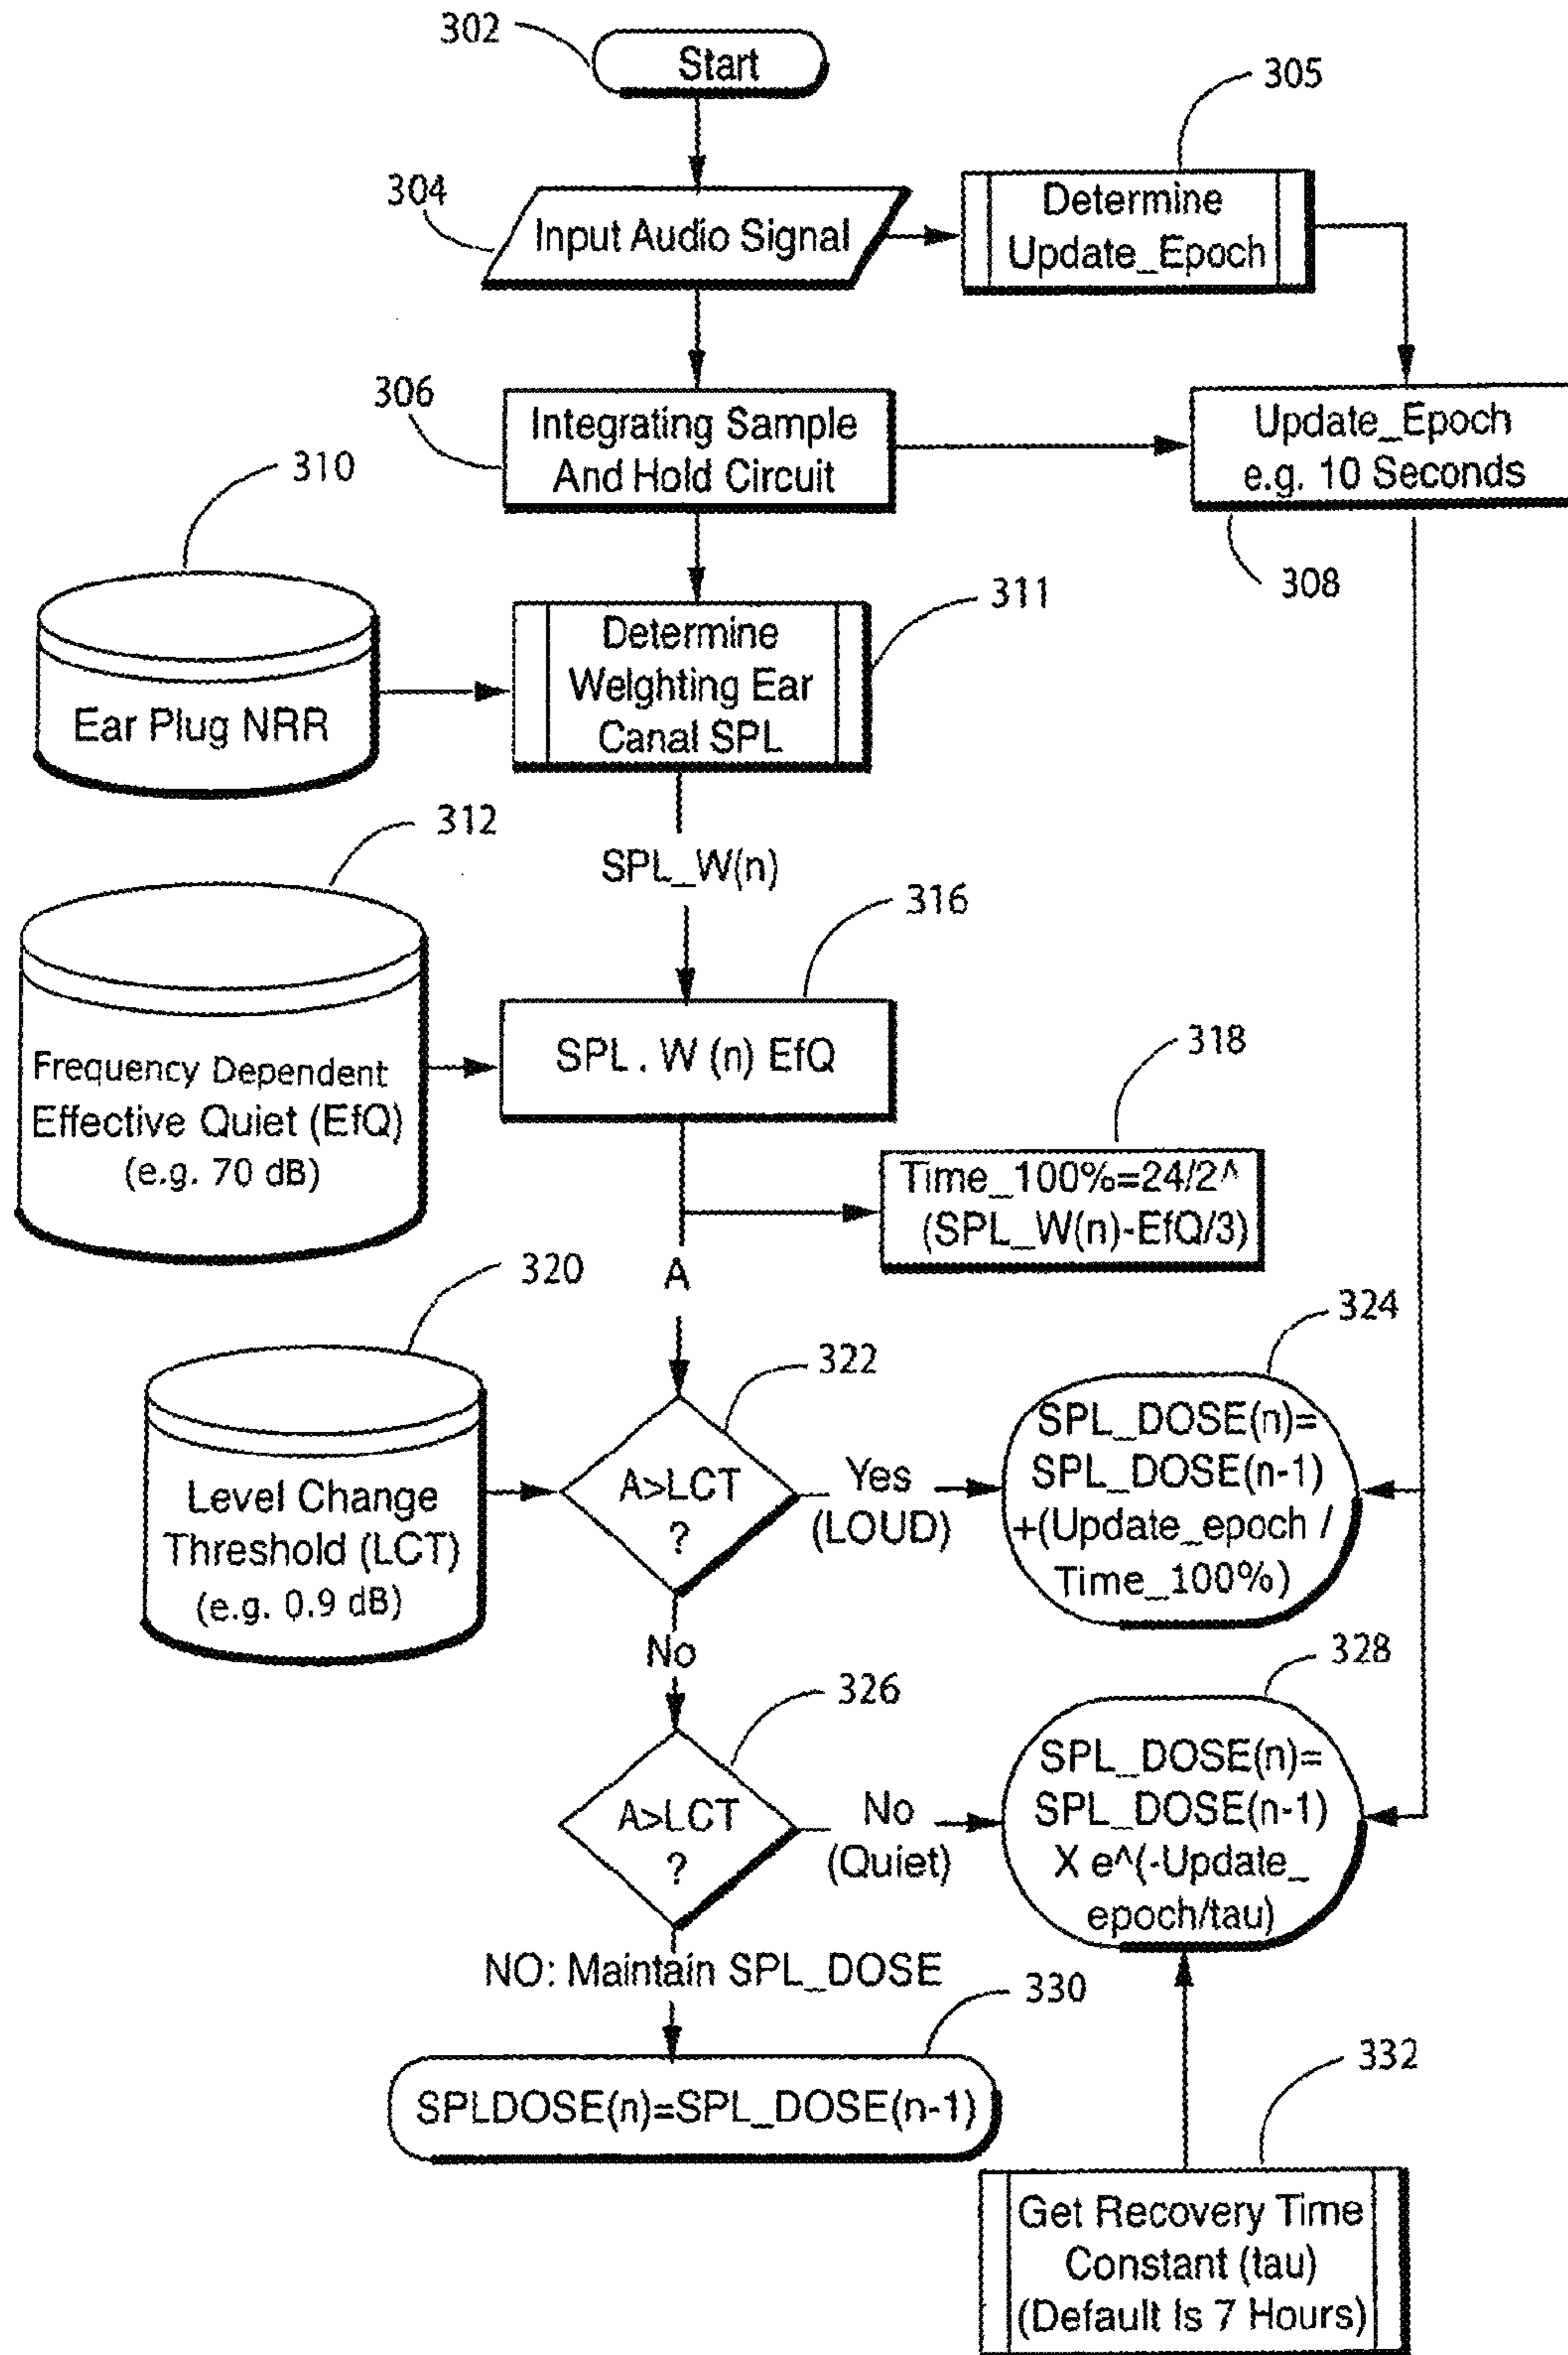 302
Start
305
304
Input Audio Signal
Determine
Update_Epoch
306
Integrating Sample
And Hold Circuit
Update_Epoch
e.g. 10 Seconds
308
310
Ear Plug NRR
311
Determine
Welghting Ear
Canal SPL
SPL_W(n)
312
Frequency Dependent
Effective Quiet (EfQ)
(e.g. 70 dB)
316
SPL . W (n) EfQ
318
Time_100%=24/2^
(SPL_W(n)-EfQ/3)
A
320
Level Change
Threshold (LCT)
(e.g. 0.9 dB)
322
A>LCT
?
Yes
(LOUD)
324
SPL_DOSE(n)=
SPL_DOSE(n-1)
+(Update_epoch /
Time_100%)
No
326
A>LCT
?
No
(Quiet)
328
SPL_DOSE(n)=
SPL_DOSE(n-1)
X e^(-Update_
epoch/tau)
NO: Maintain SPL_DOSE
330
SPLDOSE(n)=SPL_DOSE(n-1)
332
Get Recovery Time
Constant (tau)
(Default Is 7 Hours)